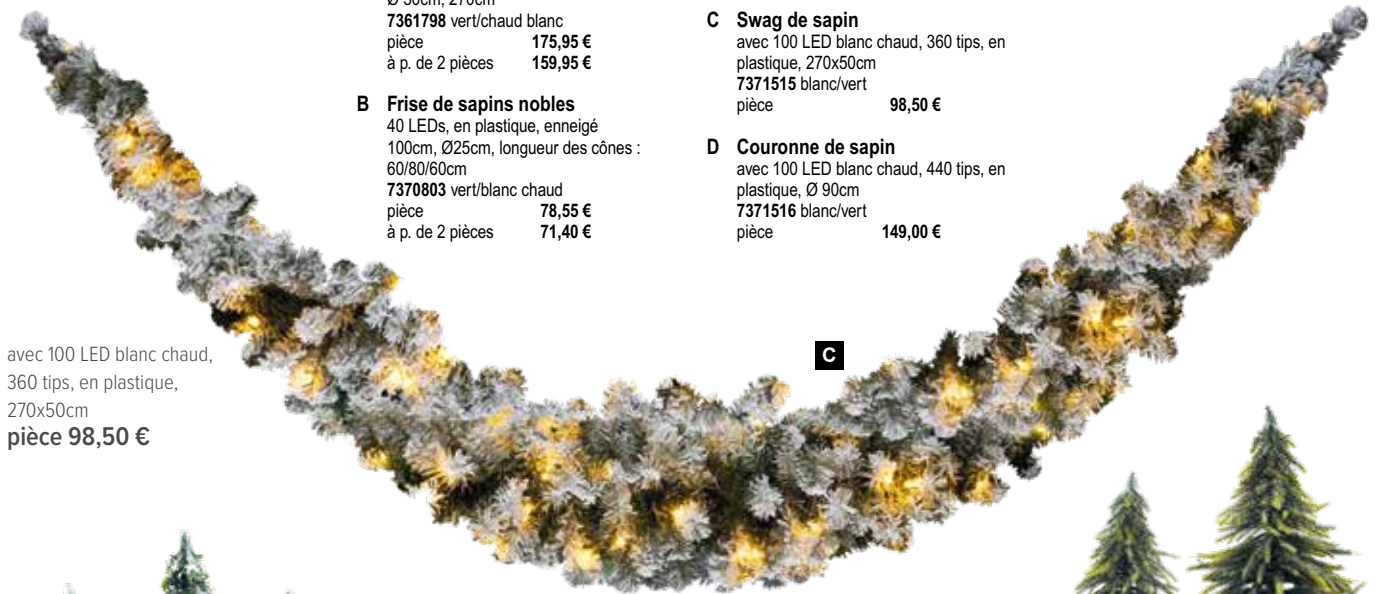 Ø 50cm, 270cm
7361798 vert/chaud blanc
pièce 175,95 €
à p. de 2 pièces 159,95 €
B Frise de sapins nobles
40 LEDs, en plastique, enneigé
100cm, Ø25cm, longueur des cônes :
60/80/60cm
7370803 vert/blanc chaud
pièce 78,55 €
à p. de 2 pièces 71,40 €
C Swag de sapin
avec 100 LED blanc chaud, 360 tips, en
plastique, 270x50cm
7371515 blanc/vert
pièce 98,50 €
D Couronne de sapin
avec 100 LED blanc chaud, 440 tips, en
plastique, Ø 90cm
7371516 blanc/vert
pièce 149,00 €
C
avec 100 LED blanc chaud,
360 tips, en plastique,
270x50cm
pièce 98,50 €